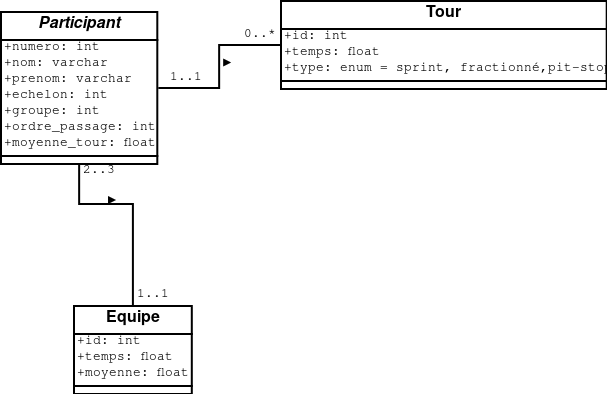 Participant
+numero: int
+nom: varchar
+prenom: varchar
+echelon: int
+groupe: int
+ordre_passage: int
+moyenne_tour: float
Tour
+id: int
+temps: float
+type: enum = sprint, fractionné,pit-stop
1..1
0..*
2..3
1..1
Equipe
+id: int
+temps: float
+moyenne: float